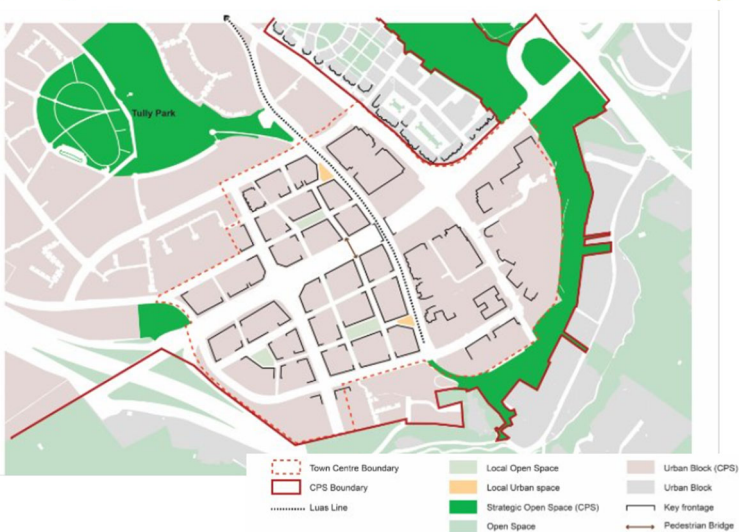 Tully Park
Town Centre Boundary
CPS Boundary
Luas Line
Local Open Space
Local Urban space
Strategic Open Space (CPS)
Open Space
Urban Block (CPS)
Urban Block
Key frontage
Pedestrian Bridge